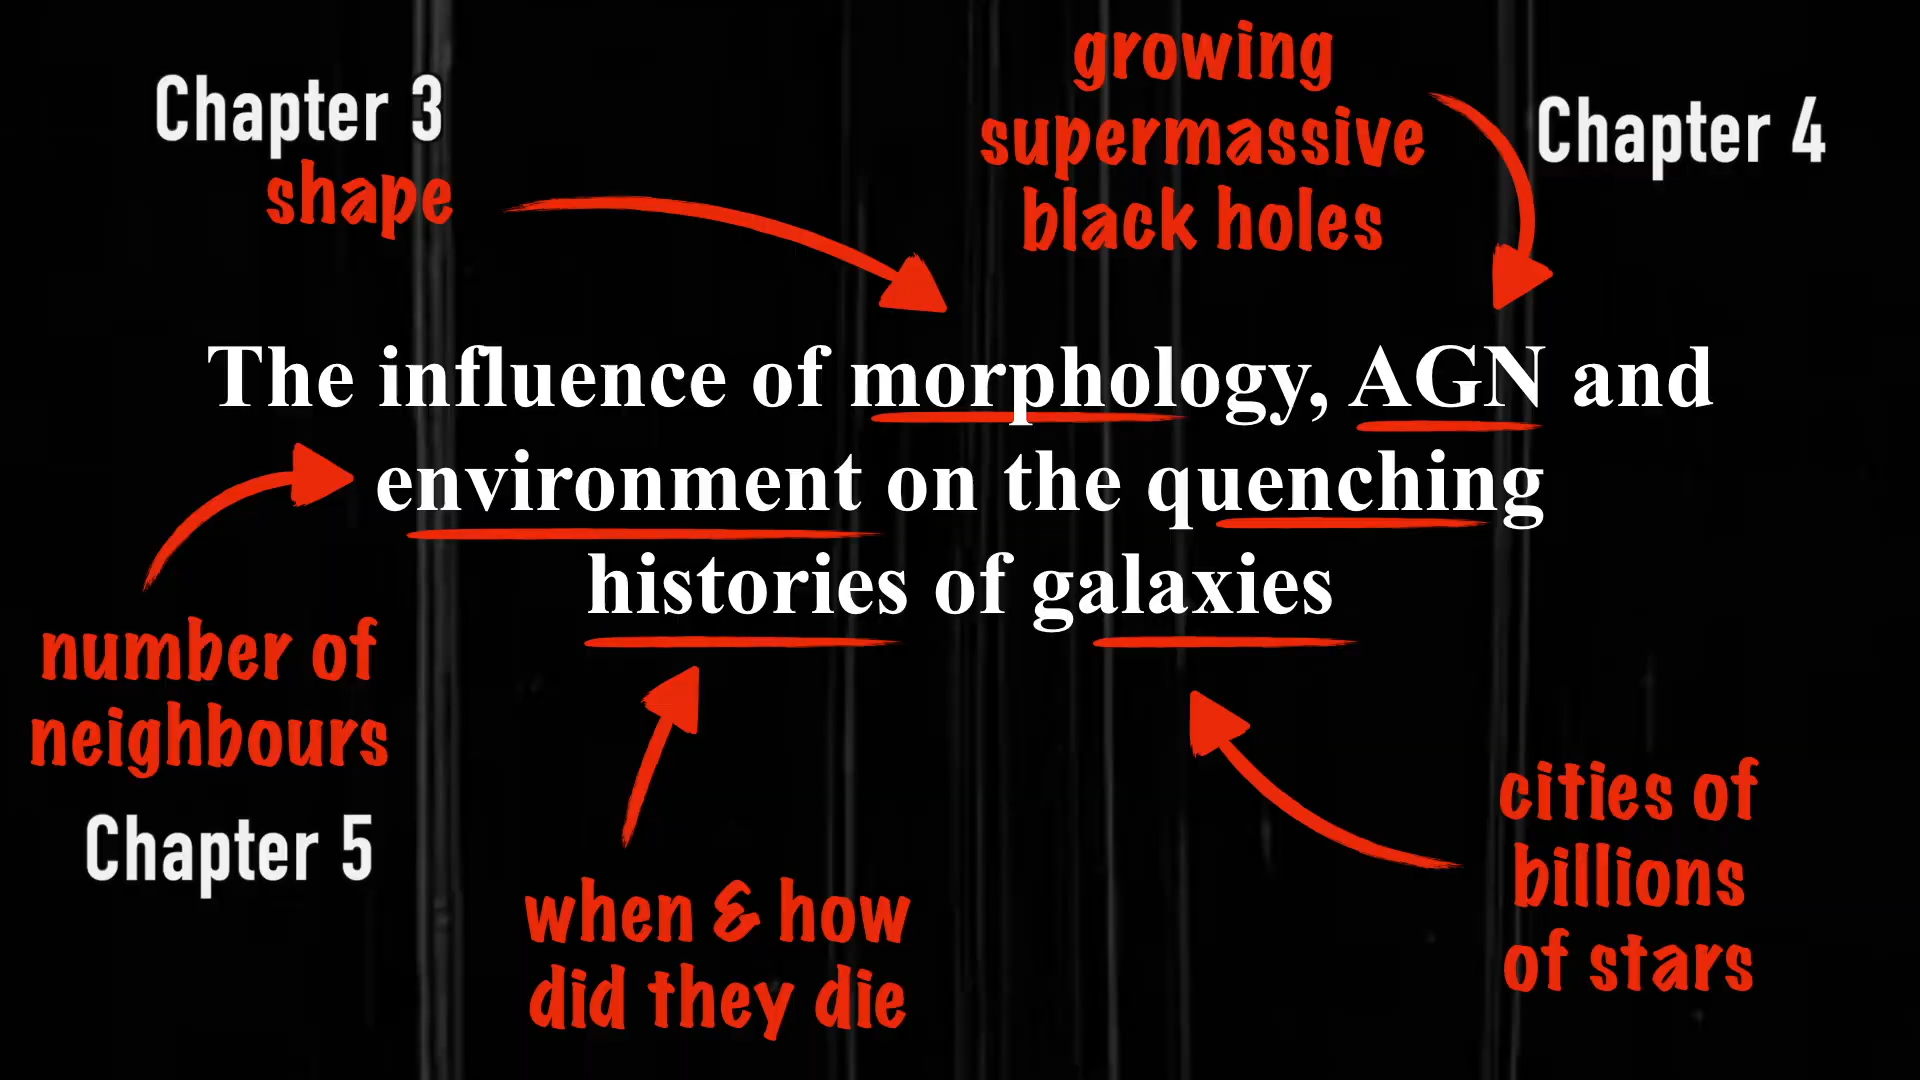 Chapter 3
shape
growing
supermassive
black holes
Chapter 4
The influence of morphology, AGN and
environment on the quenching
histories of galaxies
number of
neighbours
Chapter 5
when & how
did they die
cities of
billions
of stars